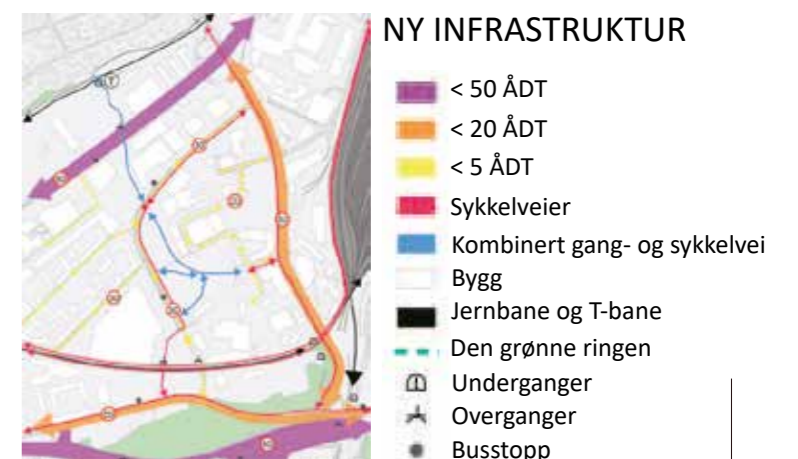 NY INFRASTRUKTUR
< 50 ÅDT
< 20 ÅDT
< 5 ÅDT
Sykkelveier
Kombinert gang- og sykkelvei
Bygg
Jernbane og T-bane
Den grønne ringen
Underganger
Overganger
Busstopp